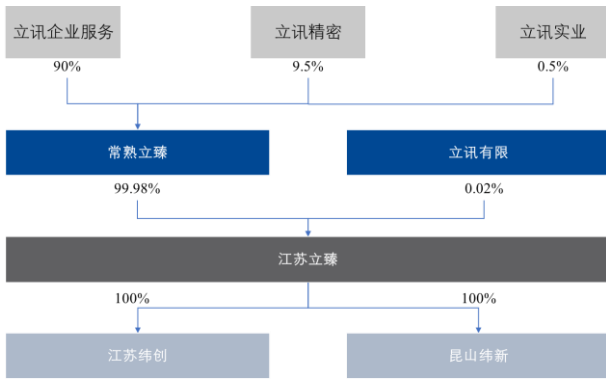 立讯企业服务
立讯精密
立讯实业
90%
9.5%
0.5%
常熟立臻
立讯有限
99.98%
0.02%
江苏立臻
100%
100%
江苏纬创
昆山纬新